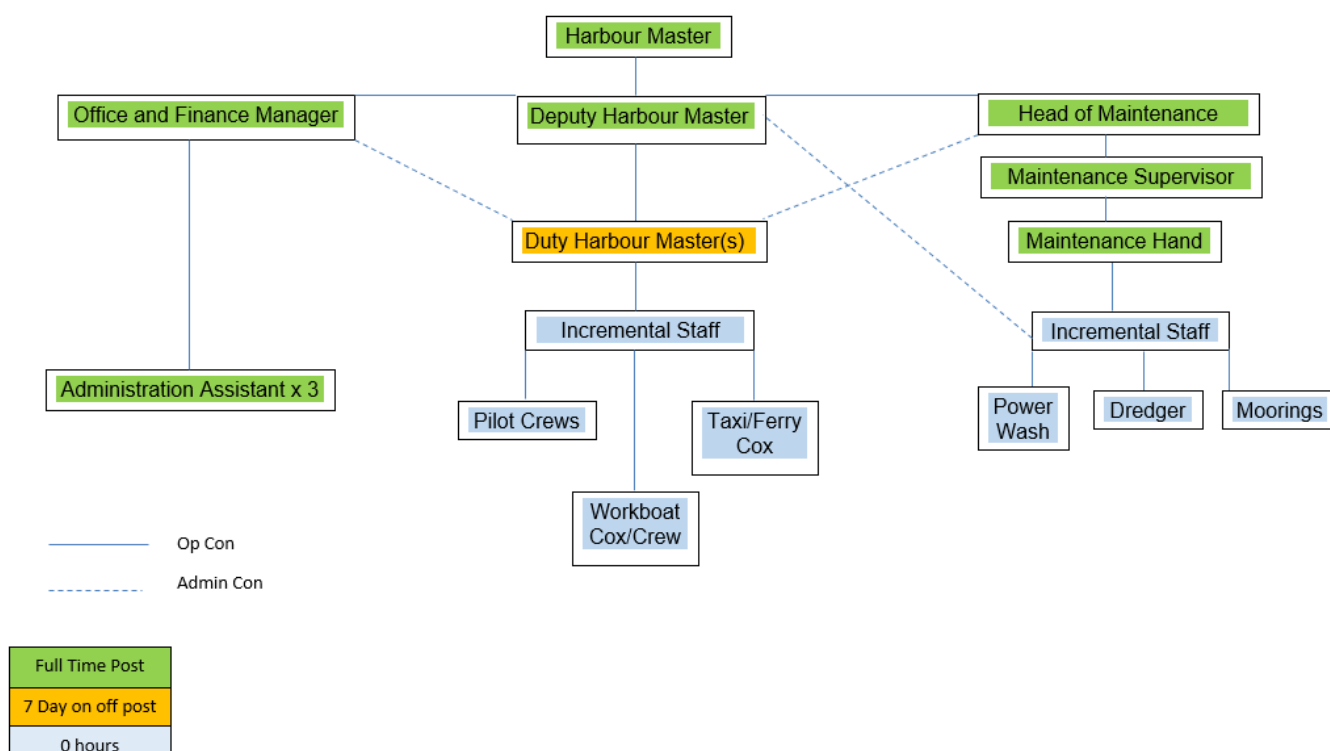 Harbour Master
Office and Finance Manager
Deputy Harbour Master
Head of Maintenance
Maintenance Supervisor
Duty Harbour Master(s)
Maintenance Hand
Incremental Staff
Incremental Staff
Administration Assistant x 3
Pilot Crews
Taxi/Ferry
Cox
Power
Wash
Dredger
Moorings
Workboat
Cox/Crew
Op Con
Admin Con
Full Time Post
7 Day on off post
0 hours